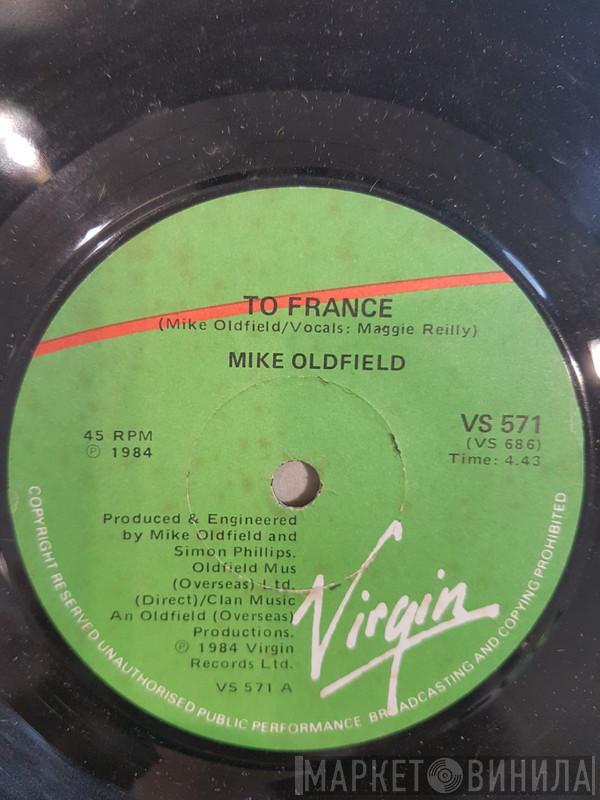 TO FRANCE
(Mike Oldfield/Vocals: Maggie Reilly)
MIKE OLDFIELD
45 RPM
Ⓟ 1984
VS 571
(VS 686)
Time: 4.43
Produced & Engineered
by Mike Oldfield and
Simon Phillips.
Oldfield Mus
(Overseas) Ltd.
(Direct)/Clan Music
An Oldfield (Overseas)
Productions.
Ⓟ 1984 Virgin
Records Ltd.
VS 571 A
Virgin
COPYRIGHT RESERVED UNAUTHORISED PUBLIC PERFORMANCE BROADCASTING AND COPYING PROHIBITED
МАРКЕТ ВИНИЛА